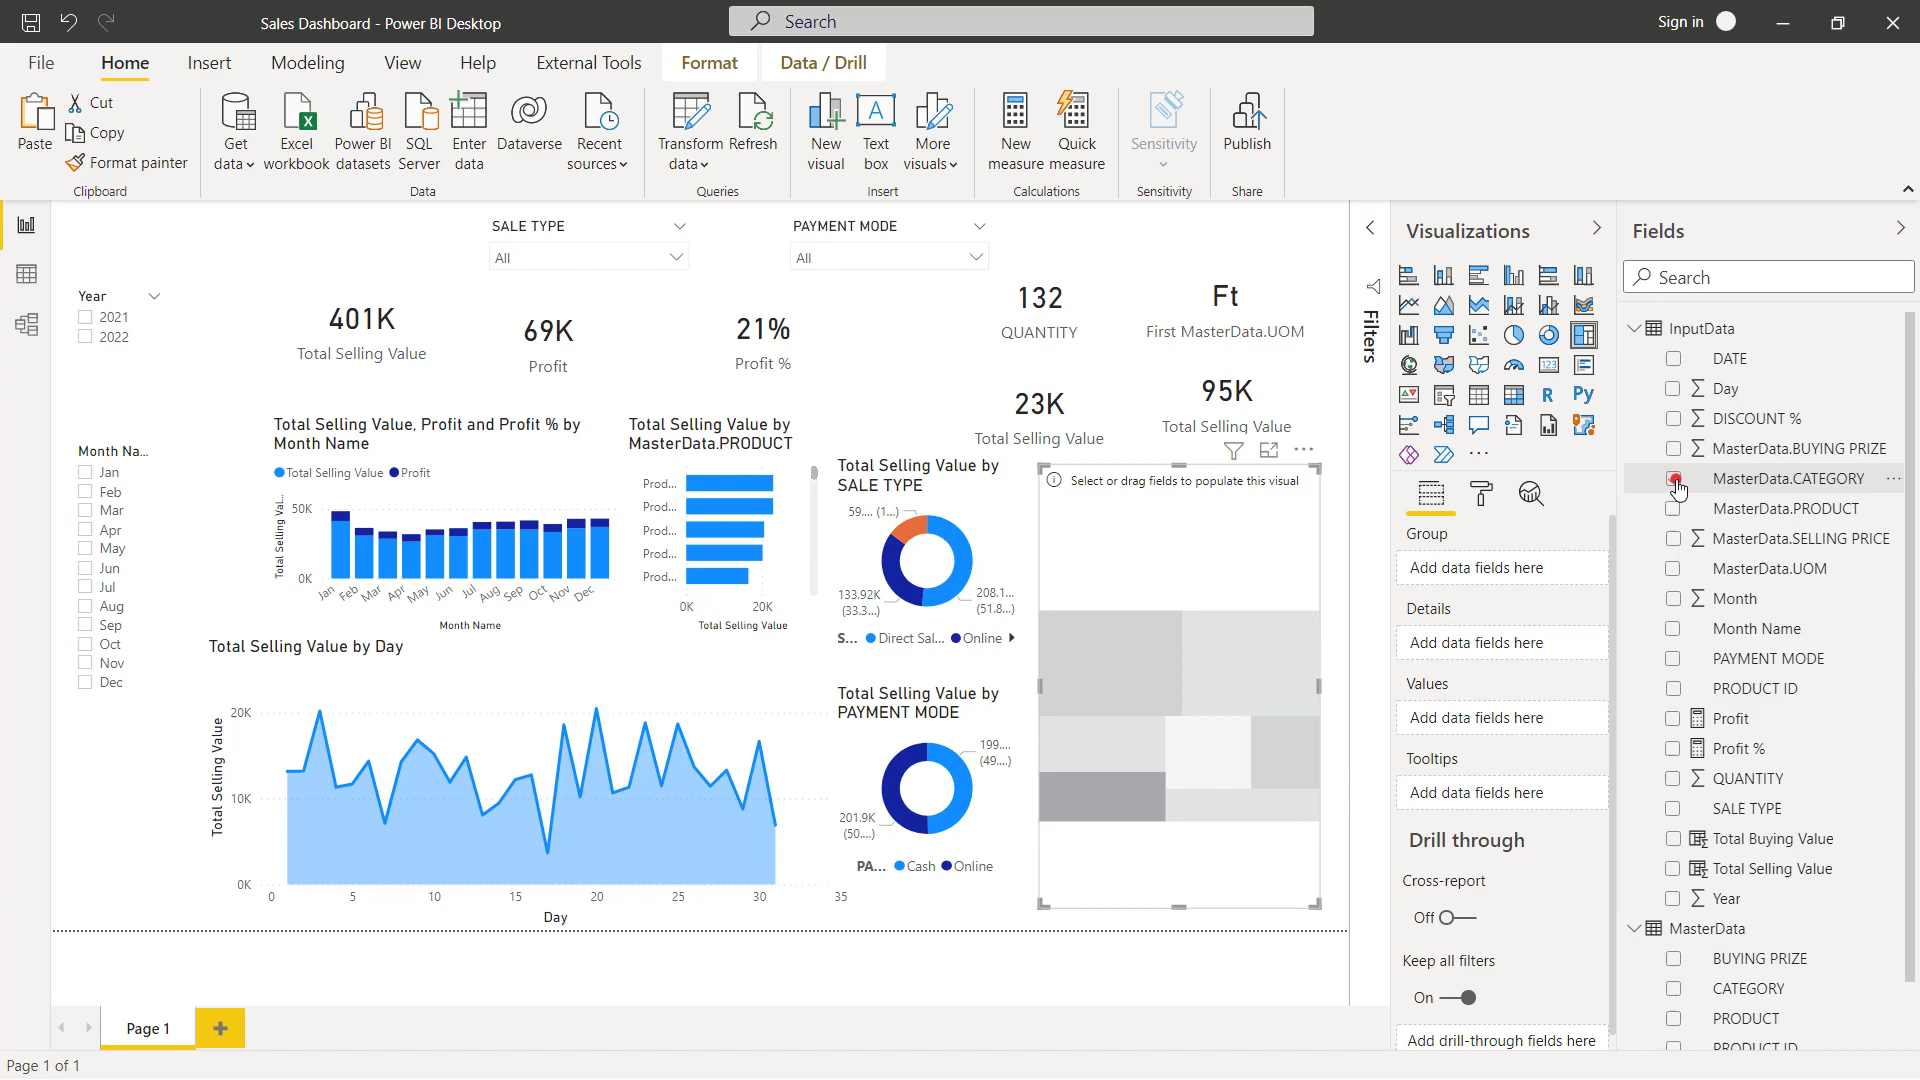 Sales Dashboard - Power BI Desktop
Search
Sign in
File
Home
Insert
Modeling
View
Help
External Tools
Format
Data / Drill
Paste
Cut
Copy
Format painter
Clipboard
Get data
Excel workbook
Power BI datasets
SQL Server
Enter data
Dataverse
Recent sources
Data
Transform data
Refresh
Queries
New visual
Text box
More visuals
Insert
New measure
Quick measure
Calculations
Sensitivity
Sensitivity
Publish
Share
SALE TYPE
All
PAYMENT MODE
All
Year
2021
2022
401K
Total Selling Value
69K
Profit
21%
Profit %
132
QUANTITY
Ft
First MasterData.UOM
23K
Total Selling Value
95K
Total Selling Value
Month Na...
Jan
Feb
Mar
Apr
May
Jun
Jul
Aug
Sep
Oct
Nov
Dec
Total Selling Value, Profit and Profit % by
Month Name
Total Selling Value
Profit
Total Selling Val...
50K
0K
Jan
Feb
Mar
Apr
May
Jun
Jul
Aug
Sep
Oct
Nov
Dec
Month Name
Total Selling Value by
MasterData.PRODUCT
Prod...
Prod...
Prod...
Prod...
Prod...
0K
20K
Total Selling Value
Total Selling Value by
SALE TYPE
59.... (1...)
133.92K
(33.3...)
208.1...
(51.8...)
S...
Direct Sal...
Online
Total Selling Value by Day
Total Selling Value
20K
10K
0K
0
5
10
15
20
25
30
35
Day
Total Selling Value by
PAYMENT MODE
199....
(49....)
201.9K
(50....)
PA...
Cash
Online
Select or drag fields to populate this visual
Filters
Visualizations
R
Py
123
Group
Add data fields here
Details
Add data fields here
Values
Add data fields here
Tooltips
Add data fields here
Drill through
Cross-report
Off
Keep all filters
On
Add drill-through fields here
Fields
Search
InputData
DATE
Day
DISCOUNT %
MasterData.BUYING PRIZE
MasterData.CATEGORY
MasterData.PRODUCT
MasterData.SELLING PRICE
MasterData.UOM
Month
Month Name
PAYMENT MODE
PRODUCT ID
Profit
Profit %
QUANTITY
SALE TYPE
Total Buying Value
Total Selling Value
Year
MasterData
BUYING PRIZE
CATEGORY
PRODUCT
PRODUCT ID
Page 1
Page 1 of 1